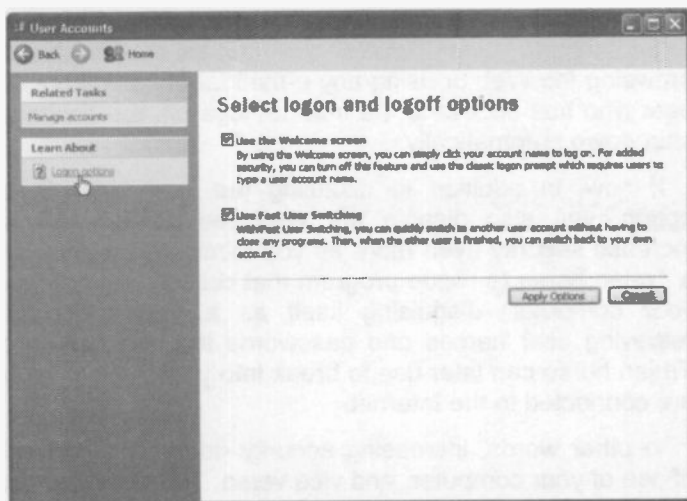 User Accounts
Back Home
Related Tasks
Manage accounts
Learn About
Logon options
Select logon and logoff options
Use the Welcome screen
By using the Welcome screen, you can simply click your account name to log on. For added
security, you can turn off this feature and use the classic logon prompt which requires users to
type a user account name.
Use Fast User Switching
With Fast User Switching, you can quickly switch to another user account without having to
close any programs. Then, when the other user is finished, you can switch back to your own
account.
Apply Options Cancel